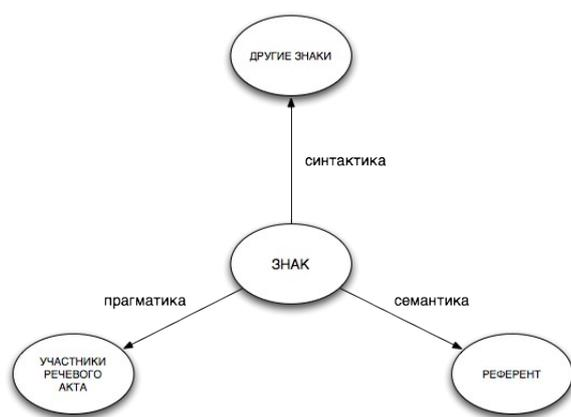 ДРУГИЕ ЗНАКИ
синтактика
ЗНАК
прагматика
семантика
УЧАСТНИКИ
РЕЧЕВОГО
АКТА
РЕФЕРЕНТ